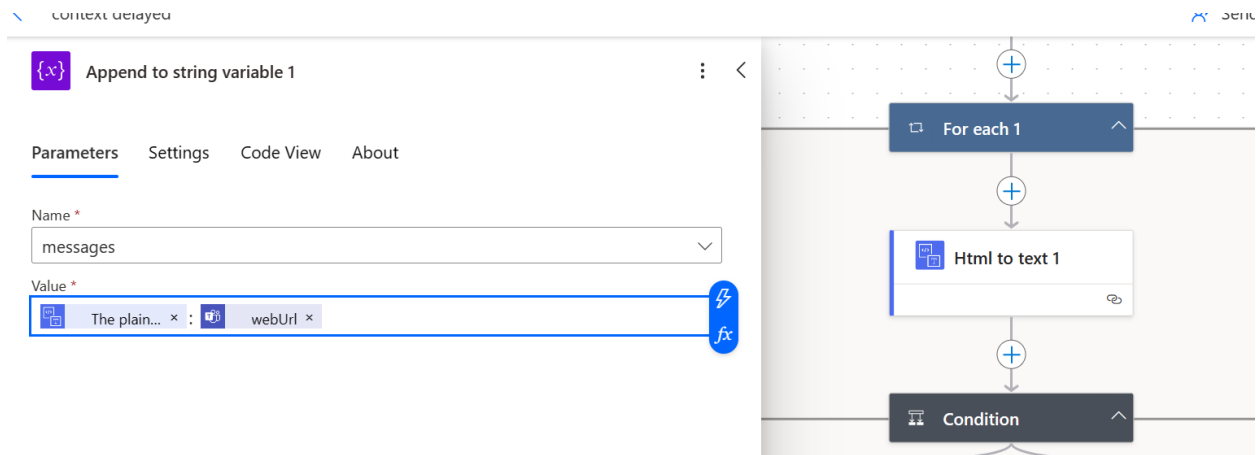 context delayed
Send
{x} Append to string variable 1
Parameters Settings Code View About
Name *
messages
Value *
The plain... × : webUrl ×
fx
For each 1
Html to text 1
Condition